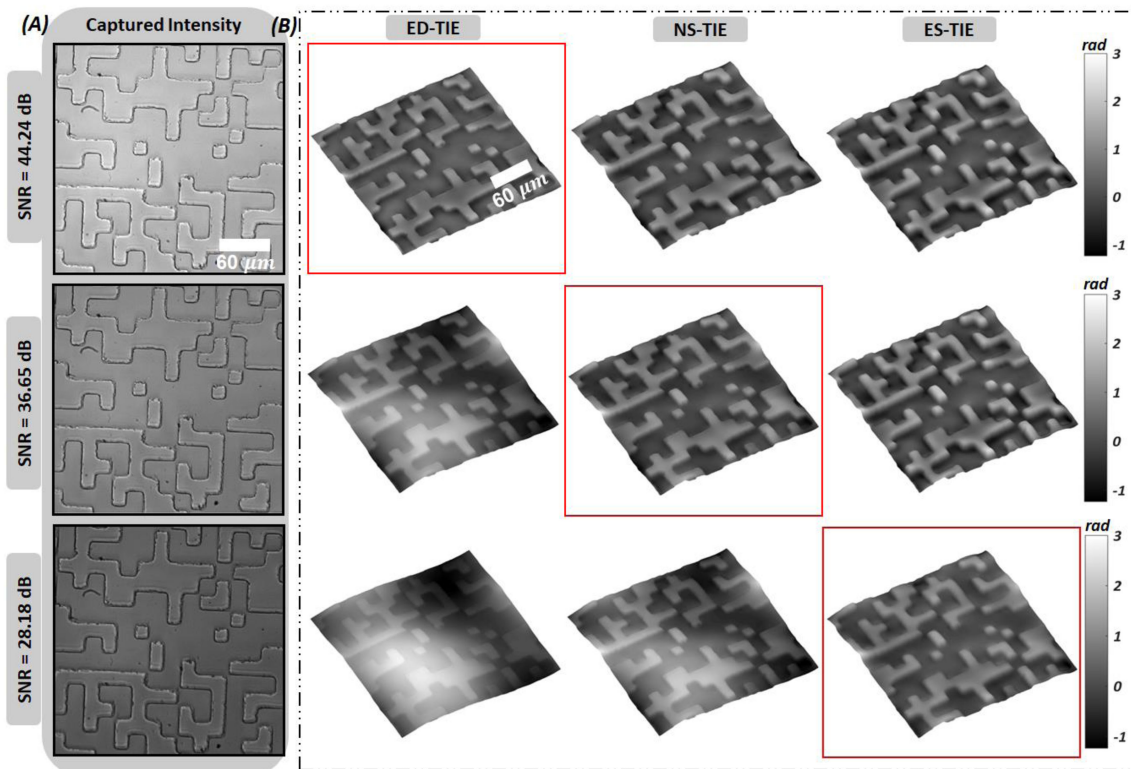 (A)
Captured Intensity
(B)
ED-TIE
NS-TIE
ES-TIE
SNR = 44.24 dB
60 μm
60 μm
rad
3
2
1
0
-1
SNR = 36.65 dB
rad
3
2
1
0
-1
SNR = 28.18 dB
rad
3
2
1
0
-1